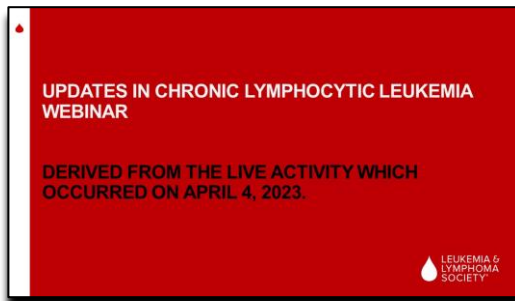 UPDATES IN CHRONIC LYMPHOCYTIC LEUKEMIA
WEBINAR
DERIVED FROM THE LIVE ACTIVITY WHICH
OCCURRED ON APRIL 4, 2023.
LEUKEMIA &
LYMPHOMA
SOCIETY®